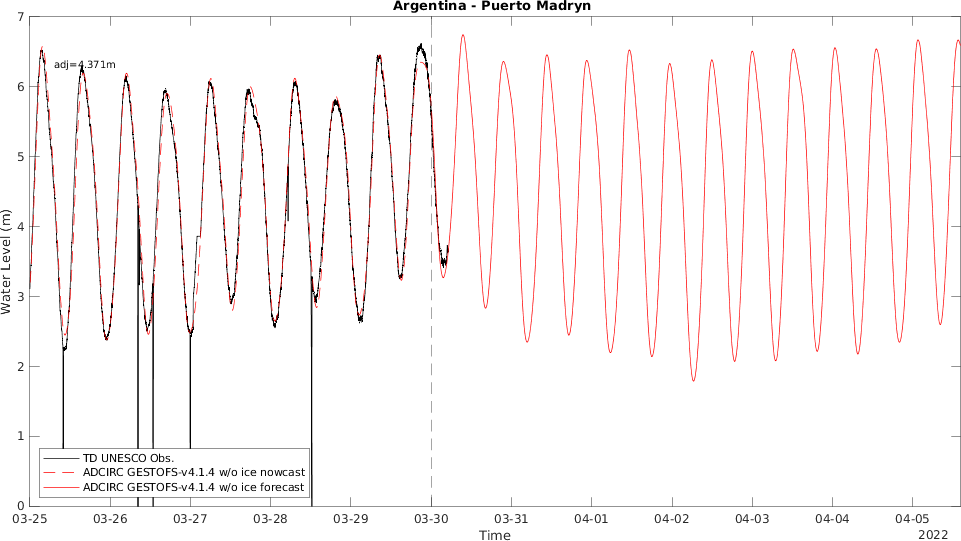 Argentina - Puerto Madryn
7
6
5
4
3
2
1
0
Water Level (m)
adj=4.371m
TD UNESCO Obs.
ADCIRC GESTOFS-v4.1.4 w/o ice nowcast
ADCIRC GESTOFS-v4.1.4 w/o ice forecast
03-25 03-26 03-27 03-28 03-29 03-30 03-31 04-01 04-02 04-03 04-04 04-05
Time
2022